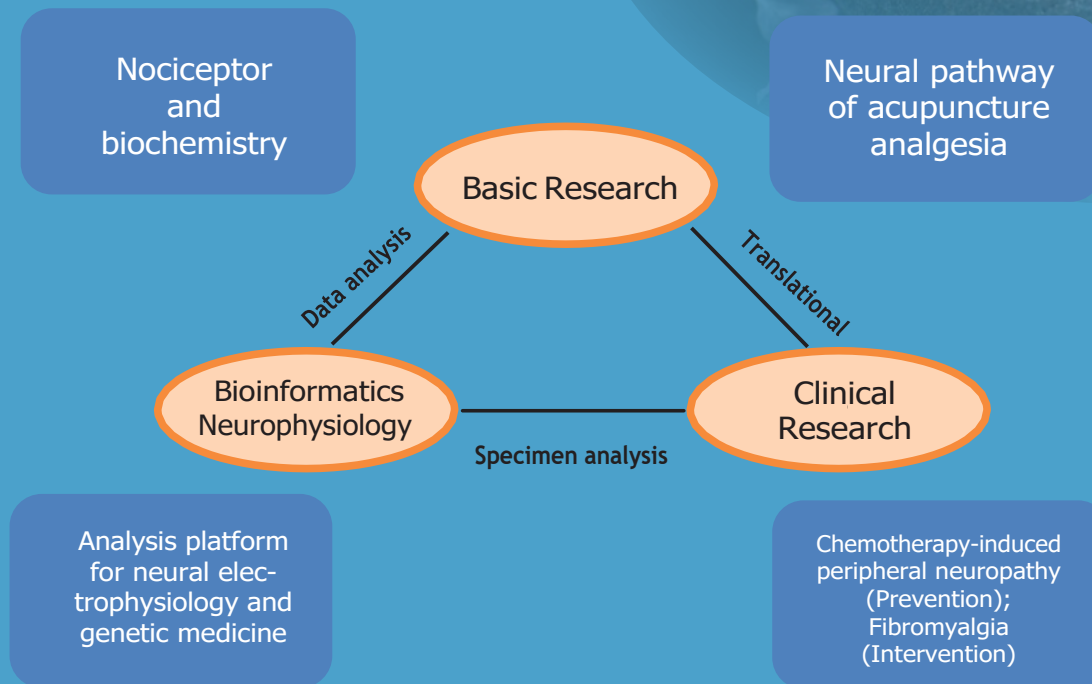 Nociceptor
and
biochemistry
Neural pathway
of acupuncture
analgesia
Basic Research
Data analysis
Translational
Bioinformatics
Neurophysiology
Clinical
Research
Specimen analysis
Analysis platform
for neural elec-
trophysiology and
genetic medicine
Chemotherapy-induced
peripheral neuropathy
(Prevention);
Fibromyalgia
(Intervention)